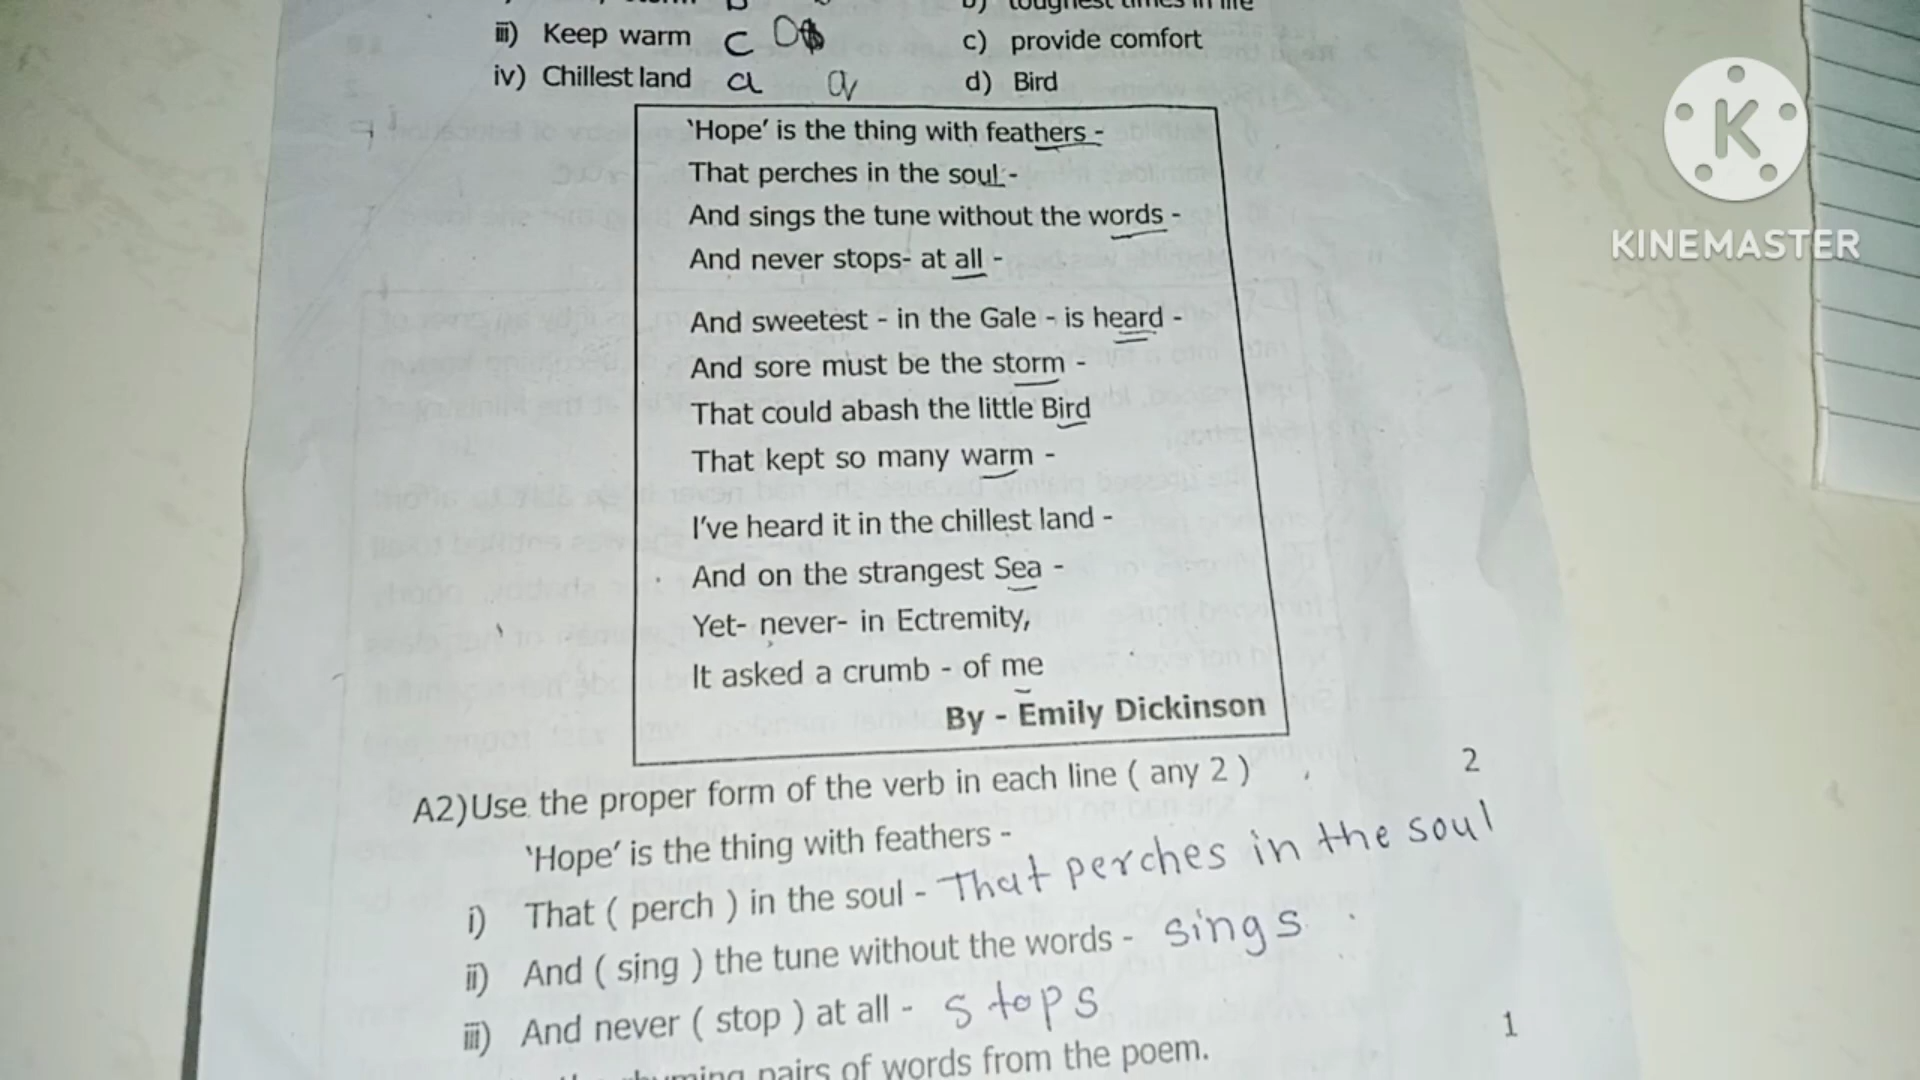 b) toughest times in life
iii) Keep warm C D
c) provide comfort
iv) Chillest land a a
d) Bird
'Hope' is the thing with feathers -
That perches in the soul -
And sings the tune without the words -
And never stops- at all -
And sweetest - in the Gale - is heard -
And sore must be the storm -
That could abash the little Bird
That kept so many warm -
I've heard it in the chillest land -
And on the strangest Sea -
Yet- never- in Ectremity,
It asked a crumb - of me
By - Emily Dickinson
A2)Use the proper form of the verb in each line ( any 2 ) 2
'Hope' is the thing with feathers -
i) That ( perch ) in the soul - That perches in the soul
ii) And ( sing ) the tune without the words - sings
iii) And never ( stop ) at all - stops
rhyming pairs of words from the poem. 1
K
KINEMASTER